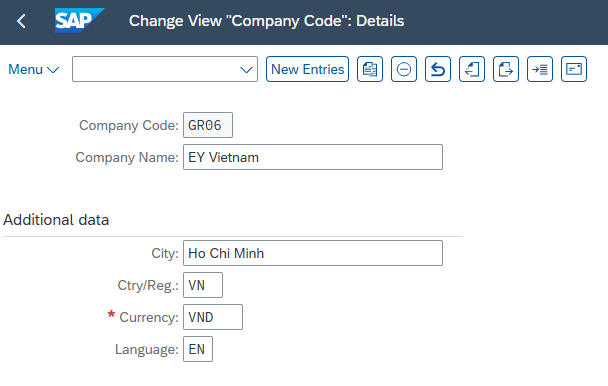 SAP Change View "Company Code": Details
Menu New Entries
Company Code: GR06
Company Name: EY Vietnam
Additional data
City: Ho Chi Minh
Ctry/Reg.: VN
* Currency: VND
Language: EN